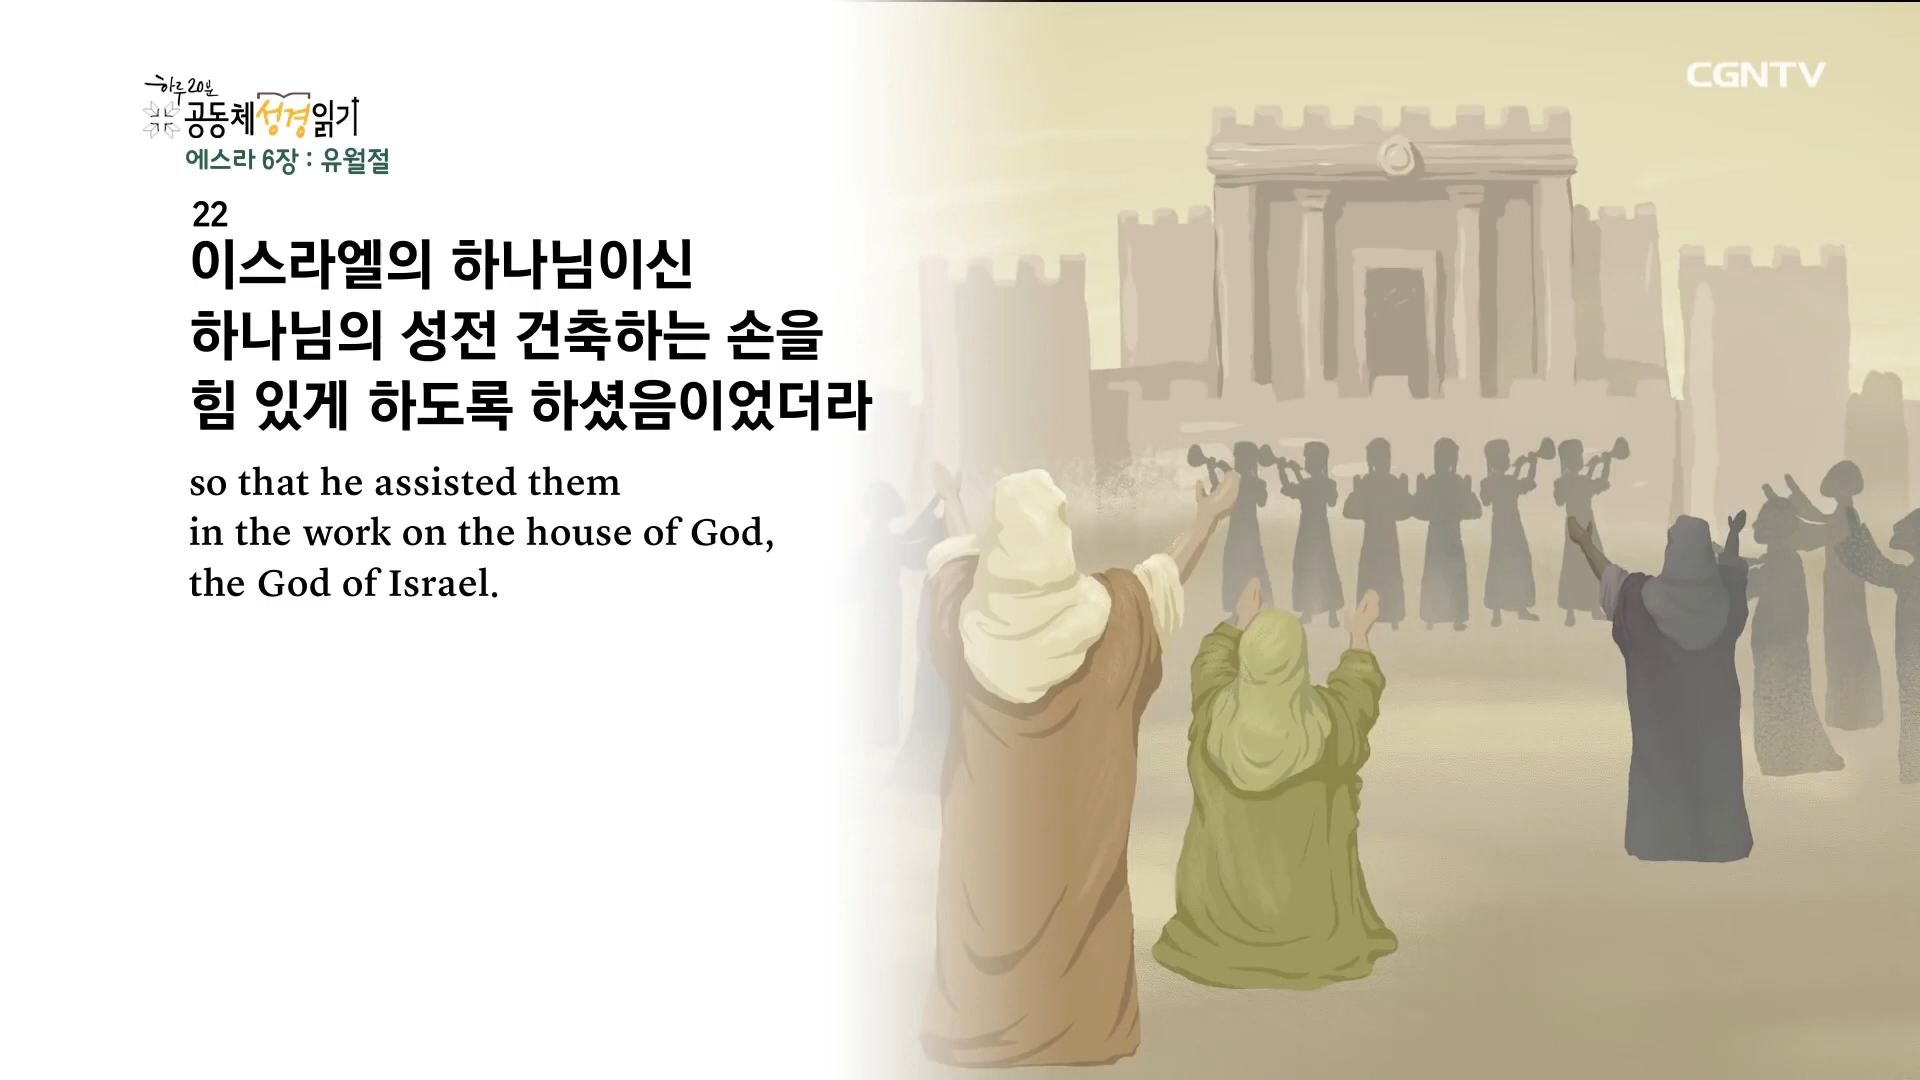 하루 20분
공동체성경읽기
에스라 6장 : 유월절
CGNTV
22
이스라엘의 하나님이신
하나님의 성전 건축하는 손을
힘 있게 하도록 하셨음이었더라
so that he assisted them
in the work on the house of God,
the God of Israel.